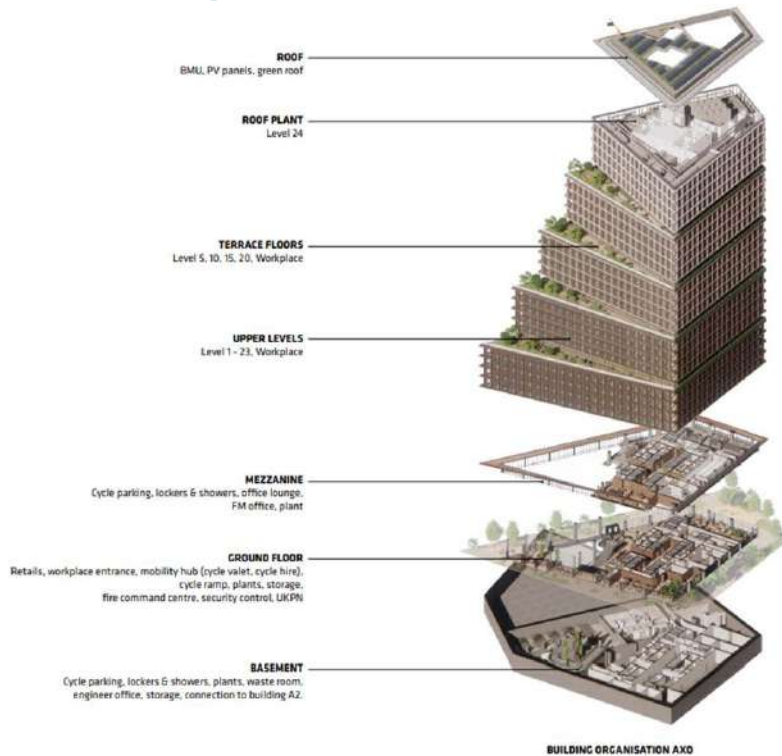 ROOF
BMU, PV panels, green roof
ROOF PLANT
Level 24
TERRACE FLOORS
Level 5, 10, 15, 20, Workplace
UPPER LEVELS
Level 1 - 23, Workplace
MEZZANINE
Cycle parking, lockers & showers, office lounge,
FM office, plant
GROUND FLOOR
Retails, workplace entrance, mobility hub (cycle valet, cycle hire),
cycle ramp, plants, storage,
fire command centre, security control, UKPN
BASEMENT
Cycle parking, lockers & showers, plants, waste room,
engineer office, storage, connection to building A2.
BUILDING ORGANISATION AXO